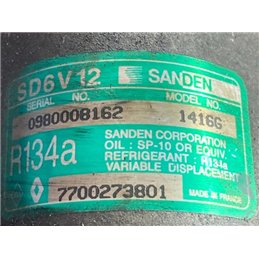 SD6V12 SANDEN
SERIAL NO. MODEL NO.
0980008162 1416G
R134a
SANDEN CORPORATION
OIL : SP-10 OR EQUIV.
REFRIGERANT : R134a
VARIABLE DISPLACEMENT
7700273801
MADE IN FRANCE